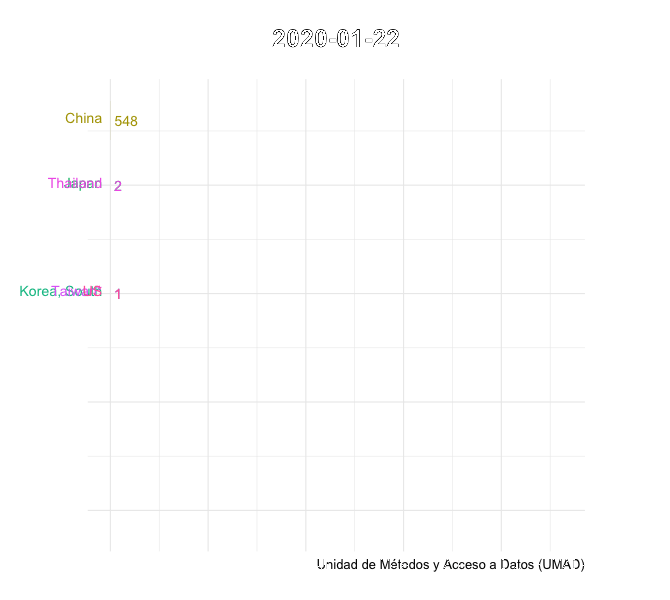 2020-01-22
China 548
Thailand Japan 2
Korea, South Taiwan* US 1
Unidad de Métodos y Acceso a Datos (UMAD)